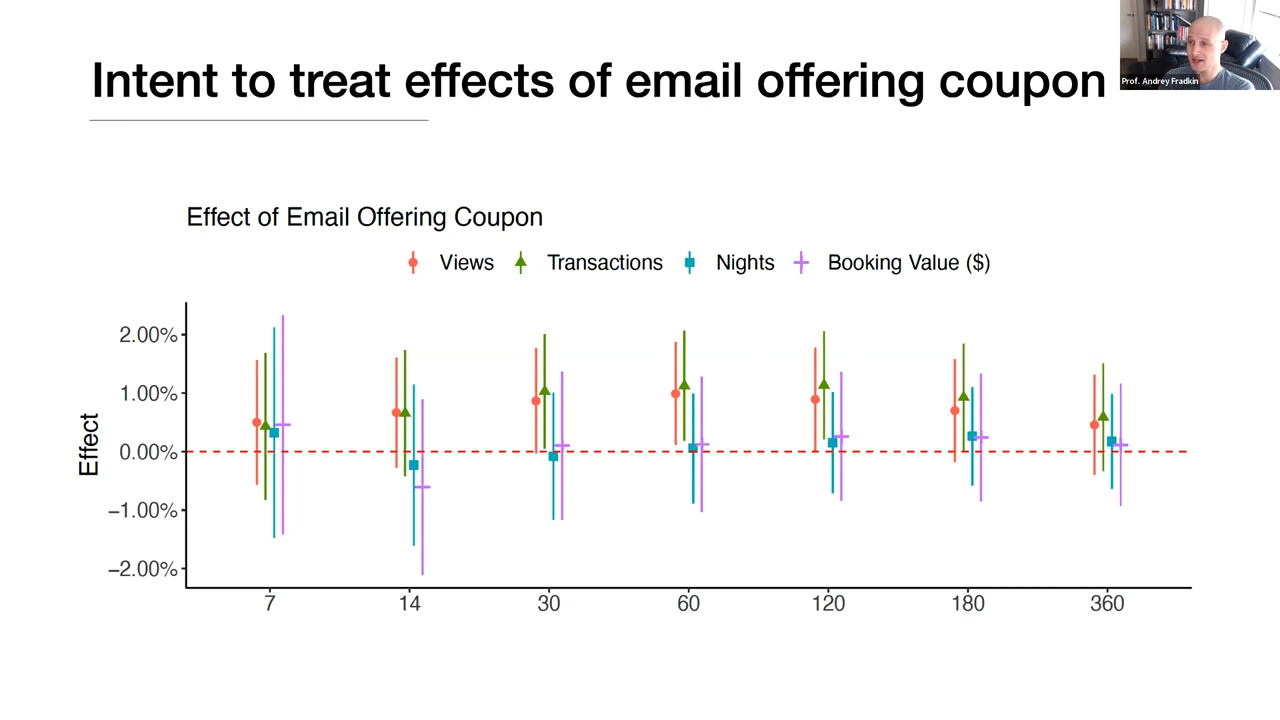 Intent to treat effects of email offering coupon
Prof. Andrey Fradkin
Effect of Email Offering Coupon
Views Transactions Nights Booking Value ($)
Effect
2.00%
1.00%
0.00%
−1.00%
−2.00%
7 14 30 60 120 180 360